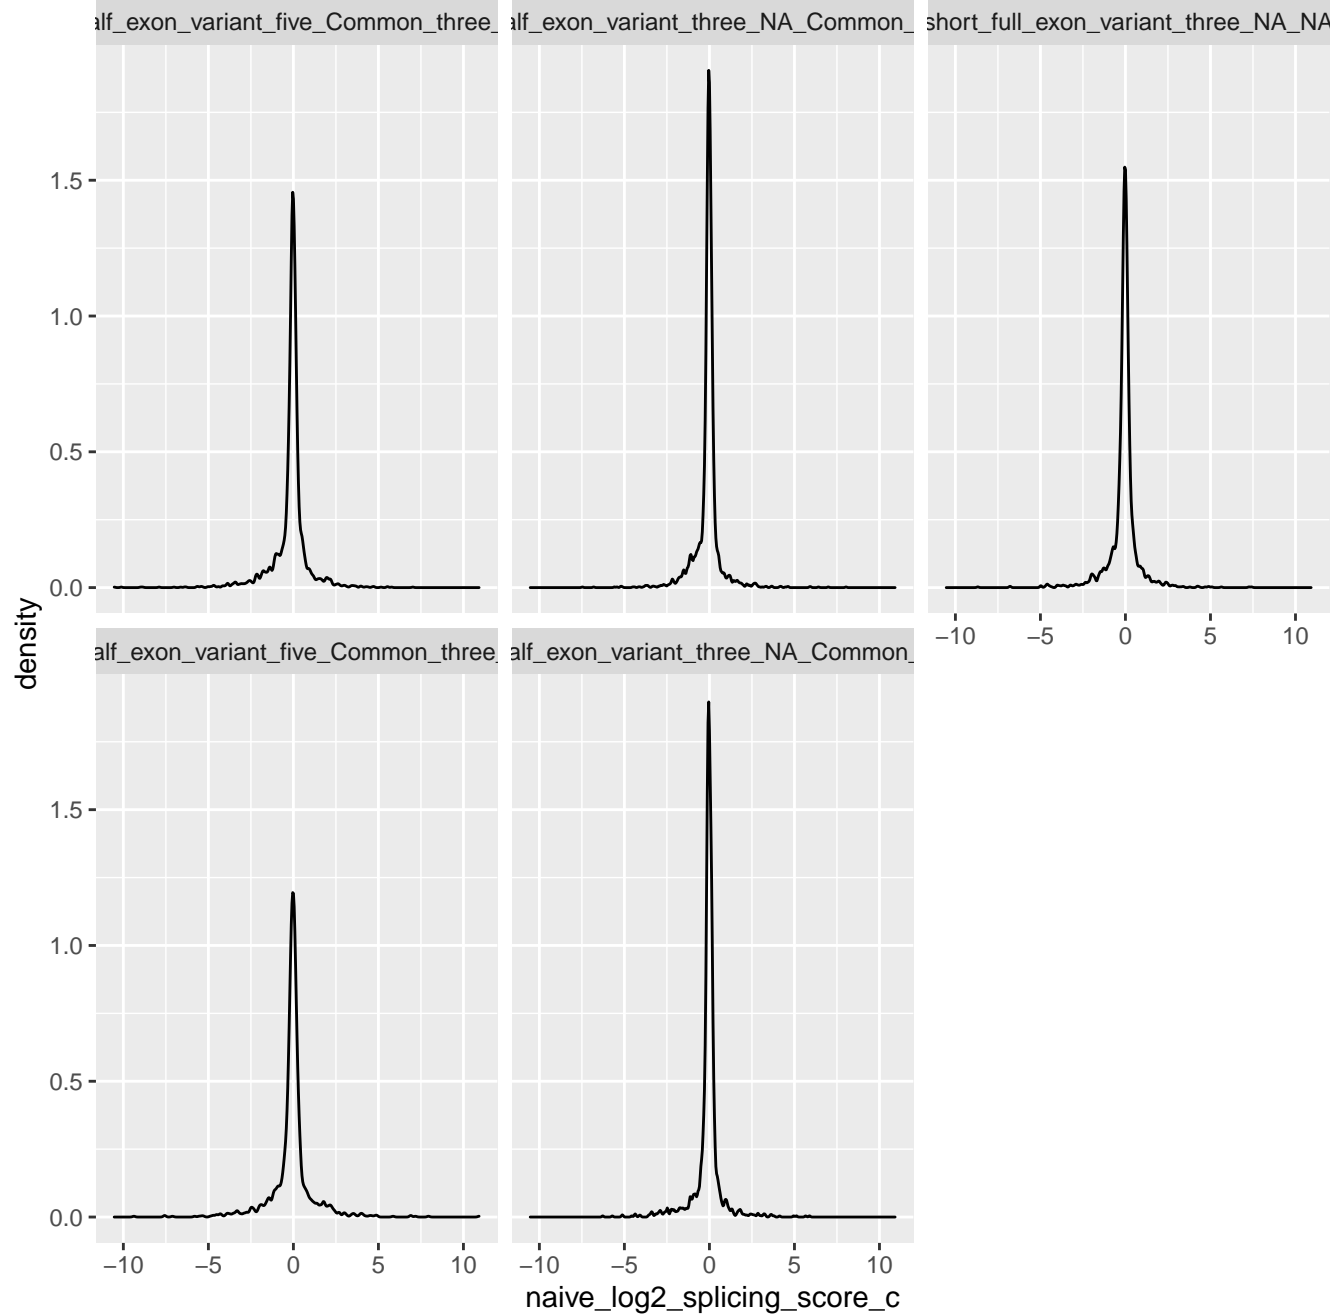 alf_exon_variant_five_Common_three_
alf_exon_variant_three_NA_Common_
short_full_exon_variant_three_NA_NA
1.5
1.0
0.5
0.0
−10 −5 0 5 10
alf_exon_variant_five_Common_three_
alf_exon_variant_three_NA_Common_
density
1.5
1.0
0.5
0.0
−10 −5 0 5 10
−10 −5 0 5 10
naive_log2_splicing_score_c